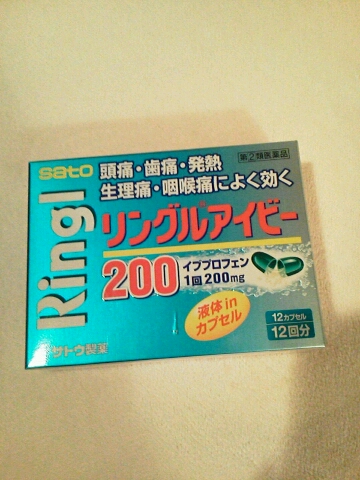 sato
頭痛・歯痛・発熱
生理痛・咽喉痛によく効く
指定第②類医薬品
Ringl
リングル®アイビー
200
イブプロフェン
1回200mg
液体in
カプセル
サトウ製薬
12カプセル
12回分